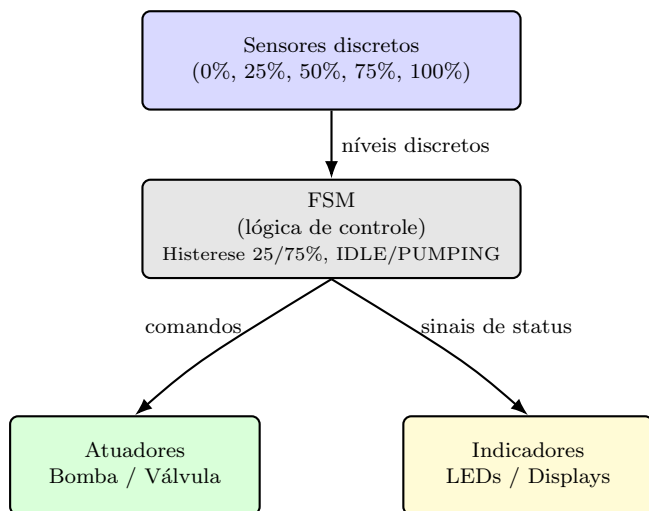 Sensores discretos
(0%, 25%, 50%, 75%, 100%)
níveis discretos
FSM
(lógica de controle)
Histerese 25/75%, IDLE/PUMPING
comandos
sinais de status
Atuadores
Bomba / Válvula
Indicadores
LEDs / Displays